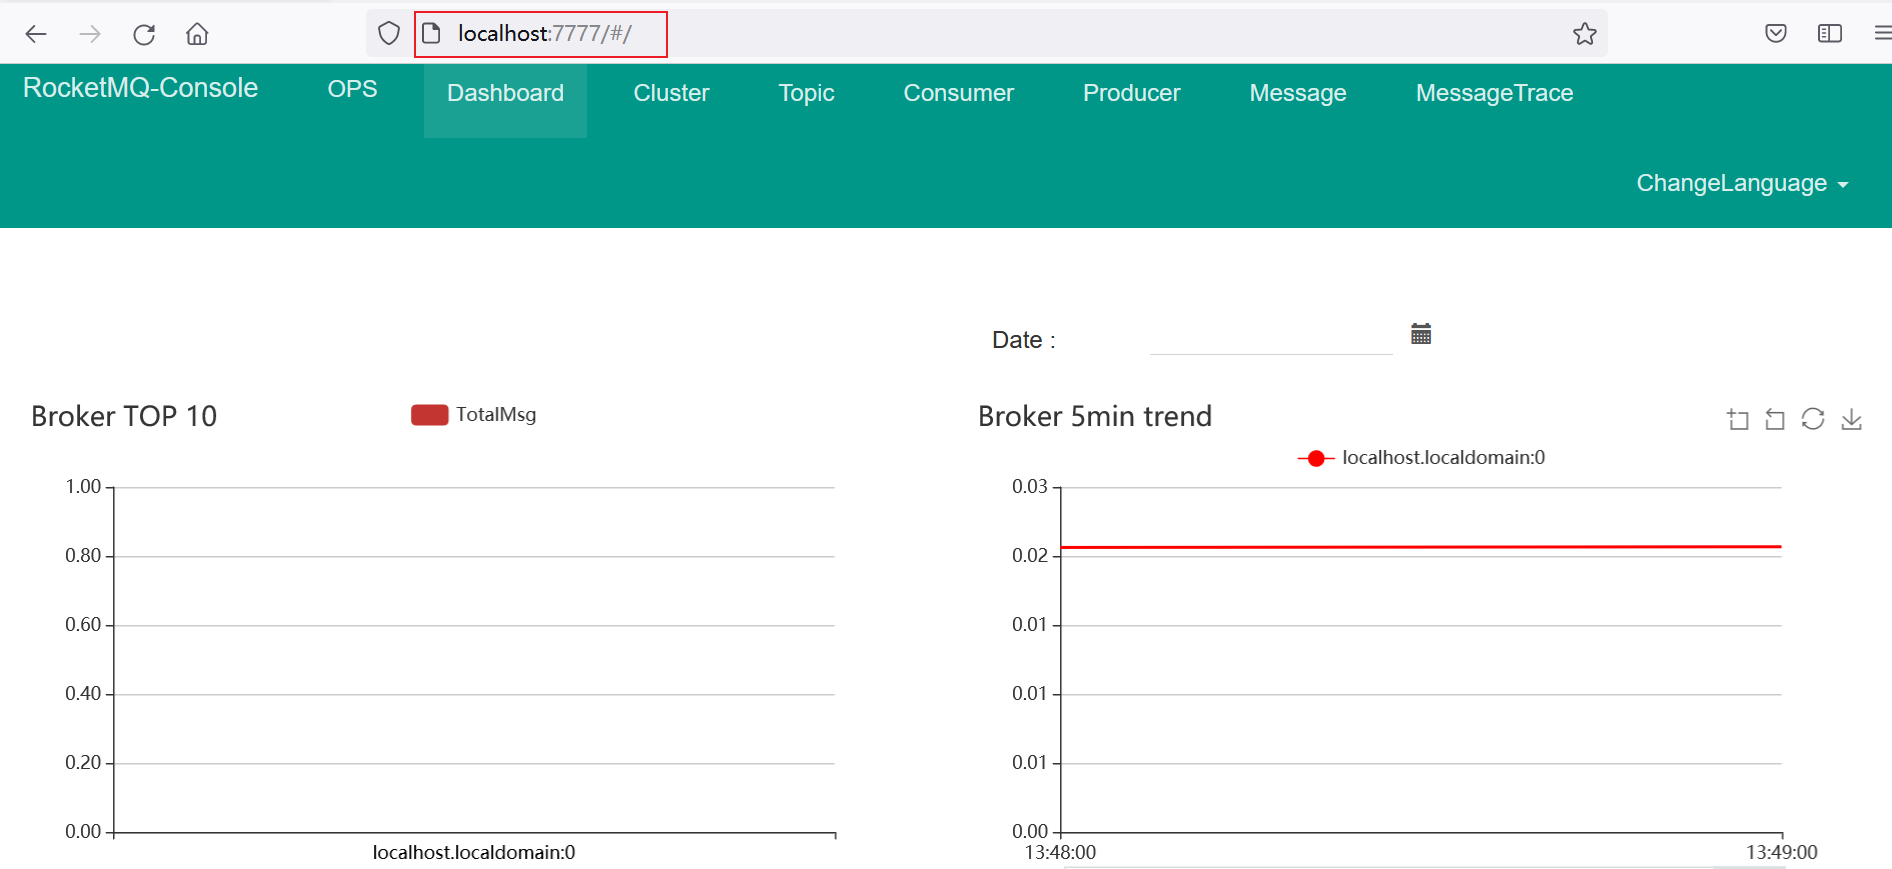 localhost:7777/#/
RocketMQ-Console OPS Dashboard Cluster Topic Consumer Producer Message MessageTrace
ChangeLanguage
Date :
Broker TOP 10
TotalMsg
1.00
0.80
0.60
0.40
0.20
0.00
localhost.localdomain:0
Broker 5min trend
localhost.localdomain:0
0.03
0.02
0.01
0.01
0.01
0.00
13:48:00 13:49:00